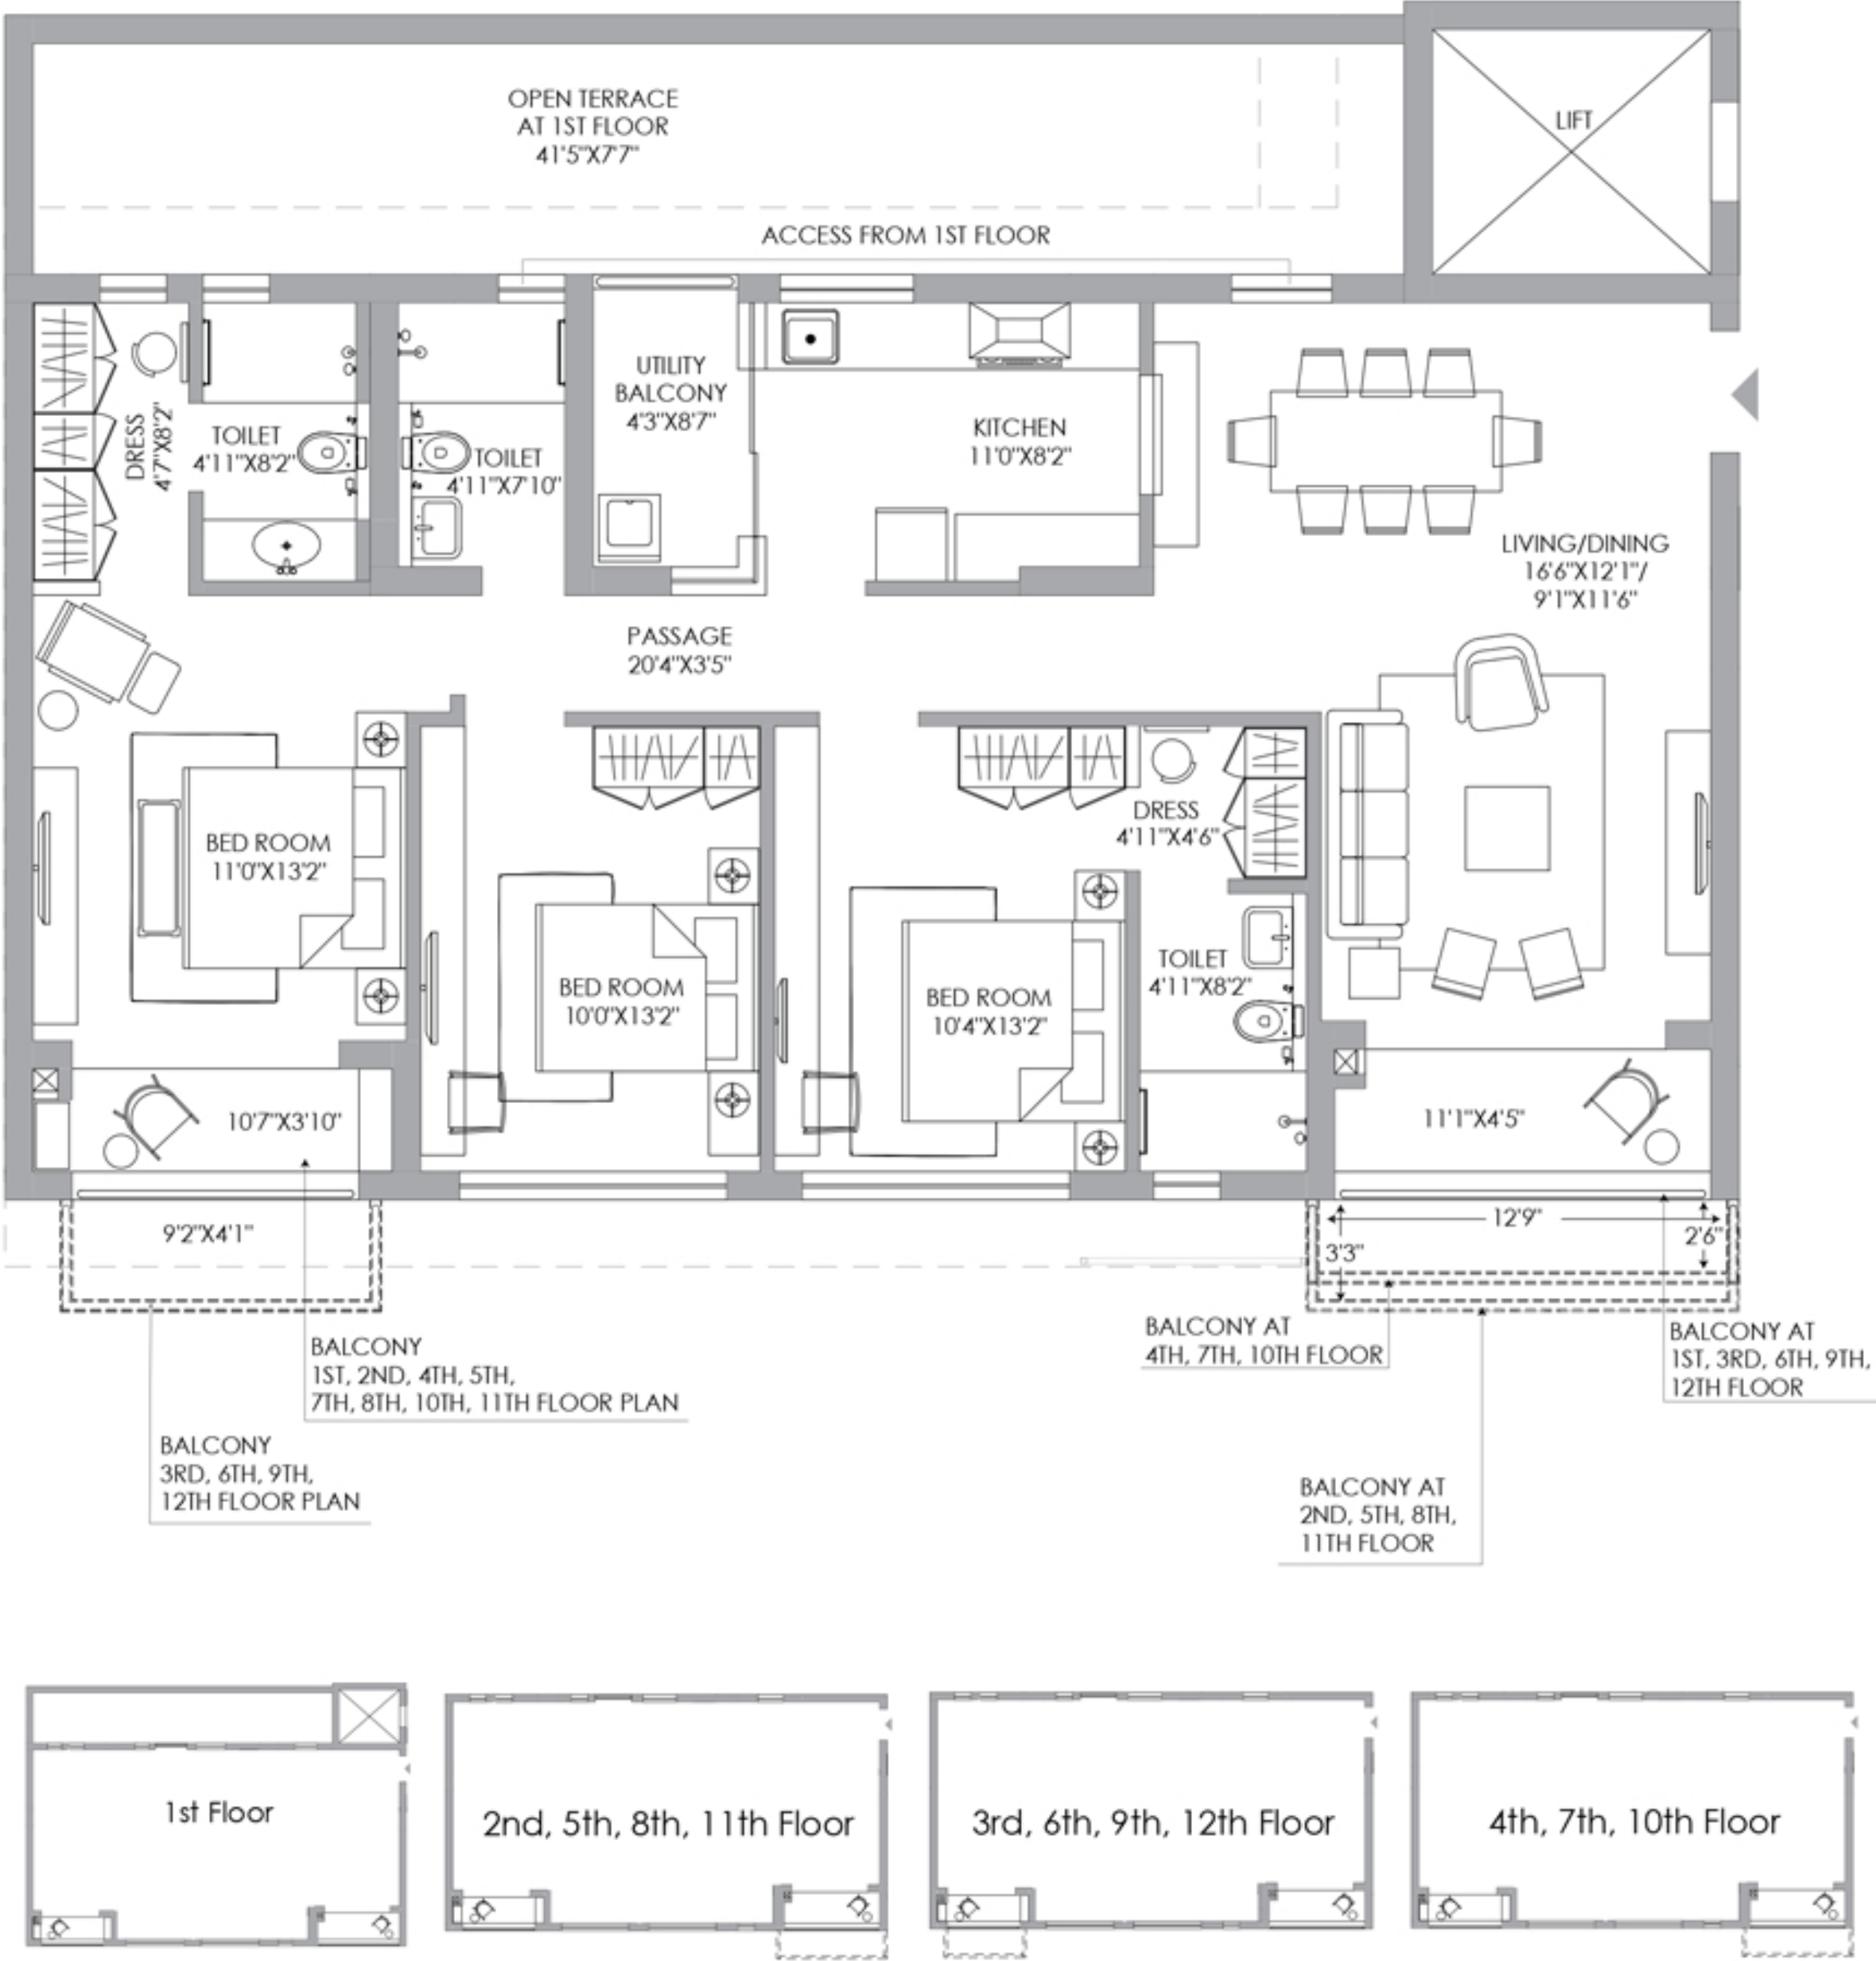 OPEN TERRACE
AT 1ST FLOOR
41'5"X7'7"
LIFT
ACCESS FROM 1ST FLOOR
DRESS
4'7"X8'2"
TOILET
4'11"X8'2"
TOILET
4'11"X7'10"
UTILITY
BALCONY
4'3"X8'7"
KITCHEN
11'0"X8'2"
LIVING/DINING
16'6"X12'1"/
9'1"X11'6"
PASSAGE
20'4"X3'5"
BED ROOM
11'0"X13'2"
BED ROOM
10'0"X13'2"
BED ROOM
10'4"X13'2"
DRESS
4'11"X4'6"
TOILET
4'11"X8'2"
10'7"X3'10"
11'1"X4'5"
9'2"X4'1"
12'9"
3'3"
2'6"
BALCONY
1ST, 2ND, 4TH, 5TH,
7TH, 8TH, 10TH, 11TH FLOOR PLAN
BALCONY
3RD, 6TH, 9TH,
12TH FLOOR PLAN
BALCONY AT
4TH, 7TH, 10TH FLOOR
BALCONY AT
1ST, 3RD, 6TH, 9TH,
12TH FLOOR
BALCONY AT
2ND, 5TH, 8TH,
11TH FLOOR
1st Floor
2nd, 5th, 8th, 11th Floor
3rd, 6th, 9th, 12th Floor
4th, 7th, 10th Floor